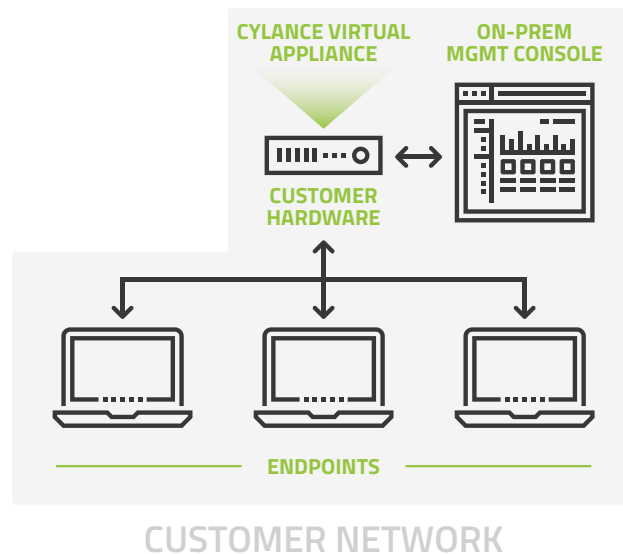 CYLANCE VIRTUAL
APPLIANCE
ON-PREM
MGMT CONSOLE
CUSTOMER
HARDWARE
ENDPOINTS
CUSTOMER NETWORK